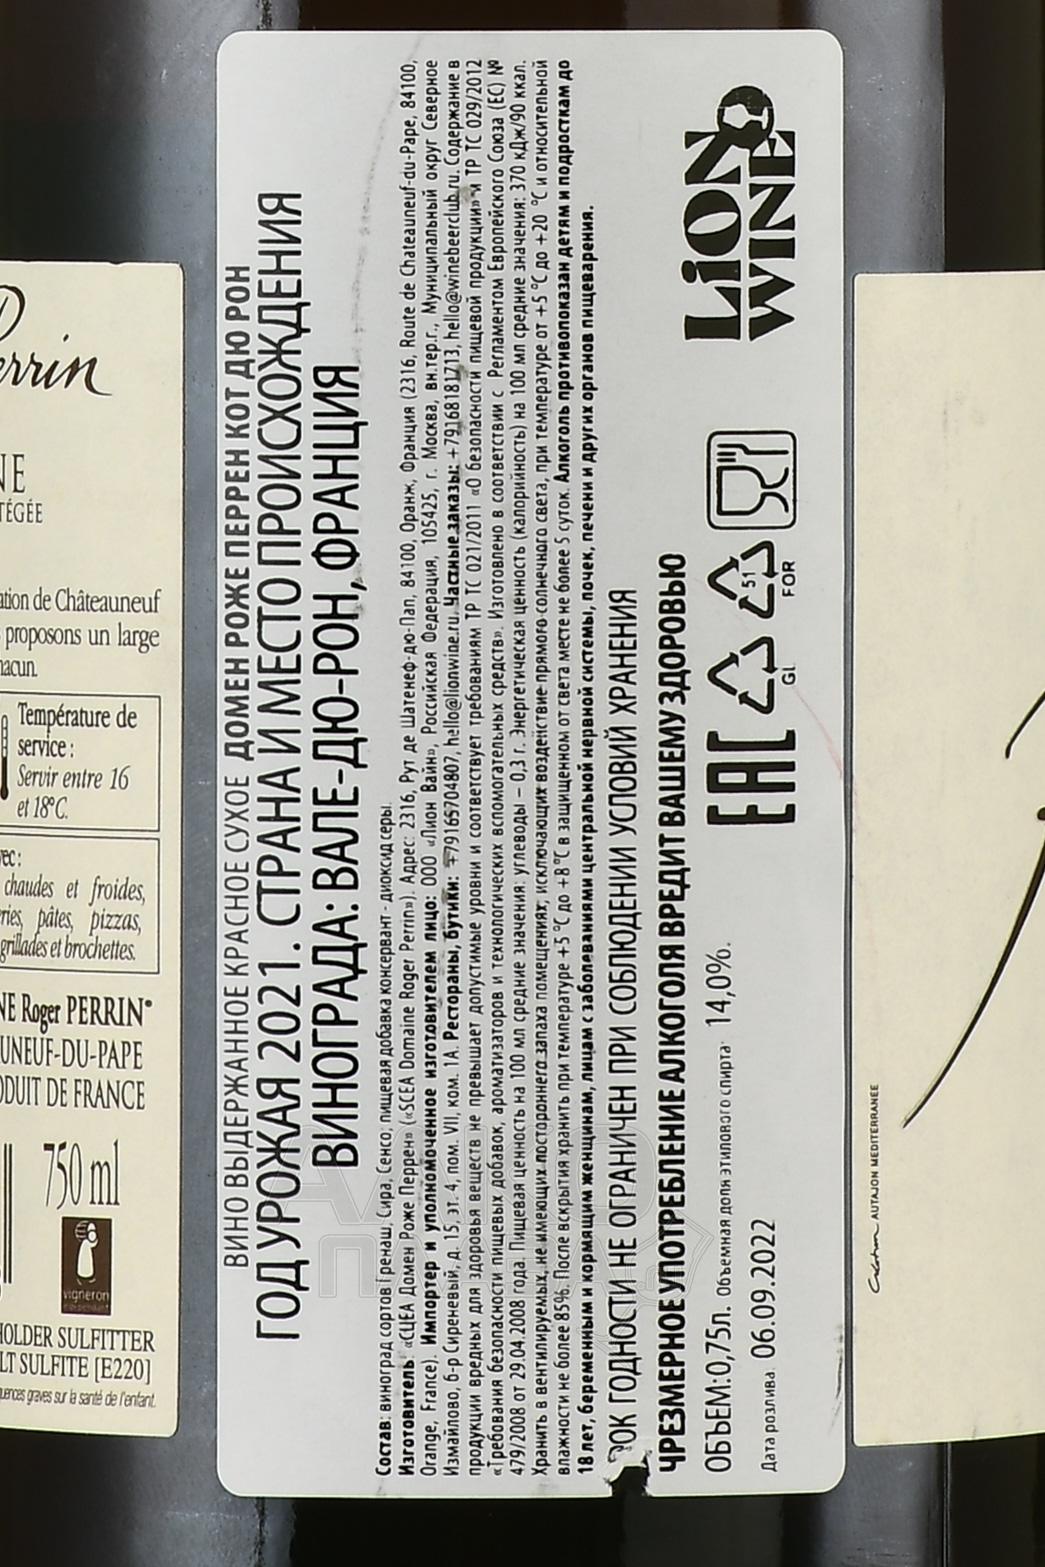 Perrin
NE
TÉGÉE
ation de Châteauneuf
proposons un large
hacun.
Température de
service :
Servir entre 16
et 18°C.
vec :
chaudes et froides,
ries, pâtes, pizzas,
grillades et brochettes.
NE Roger PERRIN
UNEUF-DU-PAPE
ODUIT DE FRANCE
750 ml
vigneron
HOLDER SULFITTER
LT SULFITE [E220]
uences graves sur la santé de l'enfant.
ВИНО ВЫДЕРЖАННОЕ КРАСНОЕ СУХОЕ ДОМЕН РОЖЕ ПЕРРЕН КОТ ДЮ РОН
ГОД УРОЖАЯ 2021. СТРАНА И МЕСТО ПРОИСХОЖДЕНИЯ
ВИНОГРАДА: ВАЛЕ-ДЮ-РОН, ФРАНЦИЯ
Состав: виноград сортов Гренаш, Сира, Сенсо; пищевая добавка консервант - диоксид серы.
Изготовитель: «СЦЕА Домен Роже Перрен» («SCEA Domaine Roger Perrin»). Адрес: 2316, Рут де Шатенеф-дю-Пап, 84100, Оранж, Франция (2316, Route de Chateauneuf-du-Pape, 84100,
Orange, France). Импортер и уполномоченное изготовителем лицо: ООО «Лион Вайн», Российская Федерация, 105425, г. Москва, вн.тер.г., Муниципальный округ Северное
Измайлово, б-р Сиреневый, д. 15, эт. 4, пом. VII, ком. 1А. Рестораны, бутики: +79165704807, hello@lionwine.ru. Частные заказы: +79168181713, hello@winebeerclub.ru. Содержание в
продукции вредных для здоровья веществ не превышает допустимые уровни и соответствует требованиям ТР ТС 021/2011 «О безопасности пищевой продукции» и ТР ТС 029/2012
«Требования безопасности пищевых добавок, ароматизаторов и технологических вспомогательных средств». Изготовлено в соответствии с Регламентом Европейского Союза (ЕС) №
479/2008 от 29.04.2008 года. Пищевая ценность на 100 мл средние значения: углеводы – 0,3 г. Энергетическая ценность (калорийность) на 100 мл средние значения: 370 кДж/90 ккал.
Хранить в вентилируемых, не имеющих постороннего запаха помещениях, исключающих воздействие прямого солнечного света, при температуре от +5 °С до +20 °С и относительной
влажности не более 85%. После вскрытия хранить при температуре +5 °С до +8 °С в защищенном от света месте не более 5 суток. Алкоголь противопоказан детям и подросткам до
18 лет, беременным и кормящим женщинам, лицам с заболеваниями центральной нервной системы, почек, печени и других органов пищеварения.
РОК ГОДНОСТИ НЕ ОГРАНИЧЕН ПРИ СОБЛЮДЕНИИ УСЛОВИЙ ХРАНЕНИЯ
ЧРЕЗМЕРНОЕ УПОТРЕБЛЕНИЕ АЛКОГОЛЯ ВРЕДИТ ВАШЕМУ ЗДОРОВЬЮ
ОБЪЕМ: 0,75л. Объемная доля этилового спирта: 14,0%.
Дата розлива: 06.09.2022
EAC
GL
51
FOR
LION
WINE
Création AUTAJON MEDITERRANEE